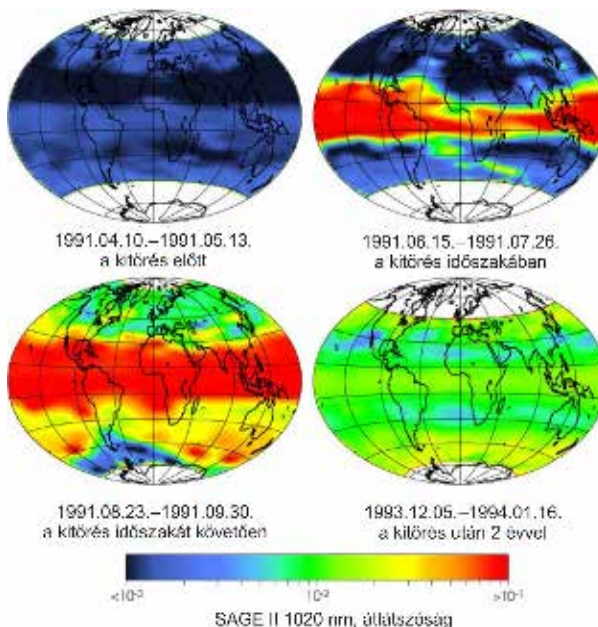 1991.04.10.–1991.05.13.
a kitörés előtt
1991.06.15.–1991.07.26.
a kitörés időszakában
1991.08.23.–1991.09.30.
a kitörés időszakát követően
1993.12.05.–1994.01.16.
a kitörés után 2 évvel
<10⁻³ 10⁻² >10⁻¹
SAGE II 1020 nm, átlátszóság